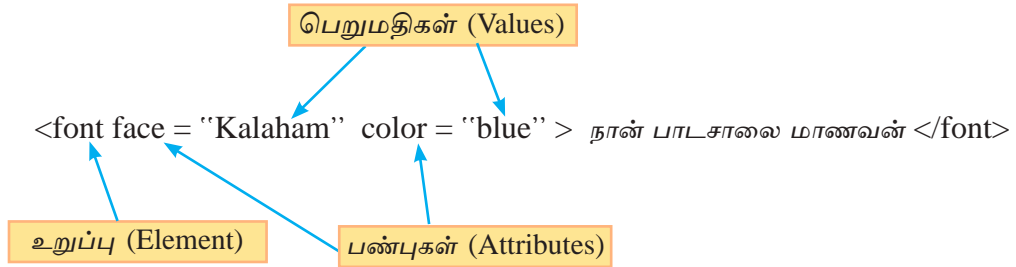 பெறுமதிகள் (Values)
<font face = ‘‘Kalaham’’ color = ‘‘blue’’ > நான் பாடசாலை மாணவன் </font>
உறுப்பு (Element)
பண்புகள் (Attributes)